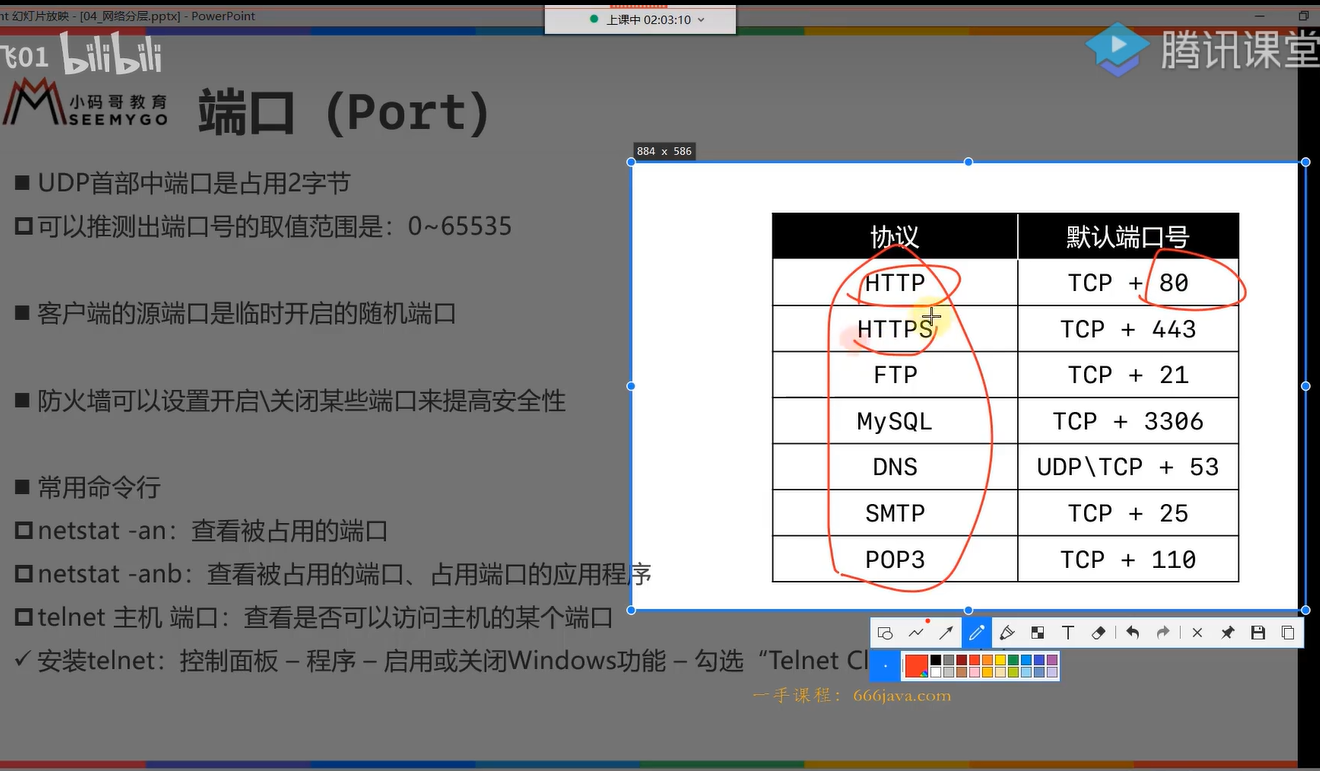 nt 幻灯片放映 - [04_网络分层.pptx] - PowerPoint
上课中 02:03:10
飞01 bilibili
腾讯课堂
小码哥教育
SEEMYGO
端口（Port）
UDP首部中端口是占用2字节
可以推测出端口号的取值范围是：0~65535
客户端的源端口是临时开启的随机端口
防火墙可以设置开启\关闭某些端口来提高安全性
常用命令行
netstat -an：查看被占用的端口
netstat -anb：查看被占用的端口、占用端口的应用程序
telnet 主机 端口：查看是否可以访问主机的某个端口
安装telnet：控制面板 – 程序 – 启用或关闭Windows功能 – 勾选“Telnet Cl
884 x 586
协议 默认端口号
HTTP TCP + 80
HTTPS TCP + 443
FTP TCP + 21
MySQL TCP + 3306
DNS UDP\TCP + 53
SMTP TCP + 25
POP3 TCP + 110
一手课程：666java.com